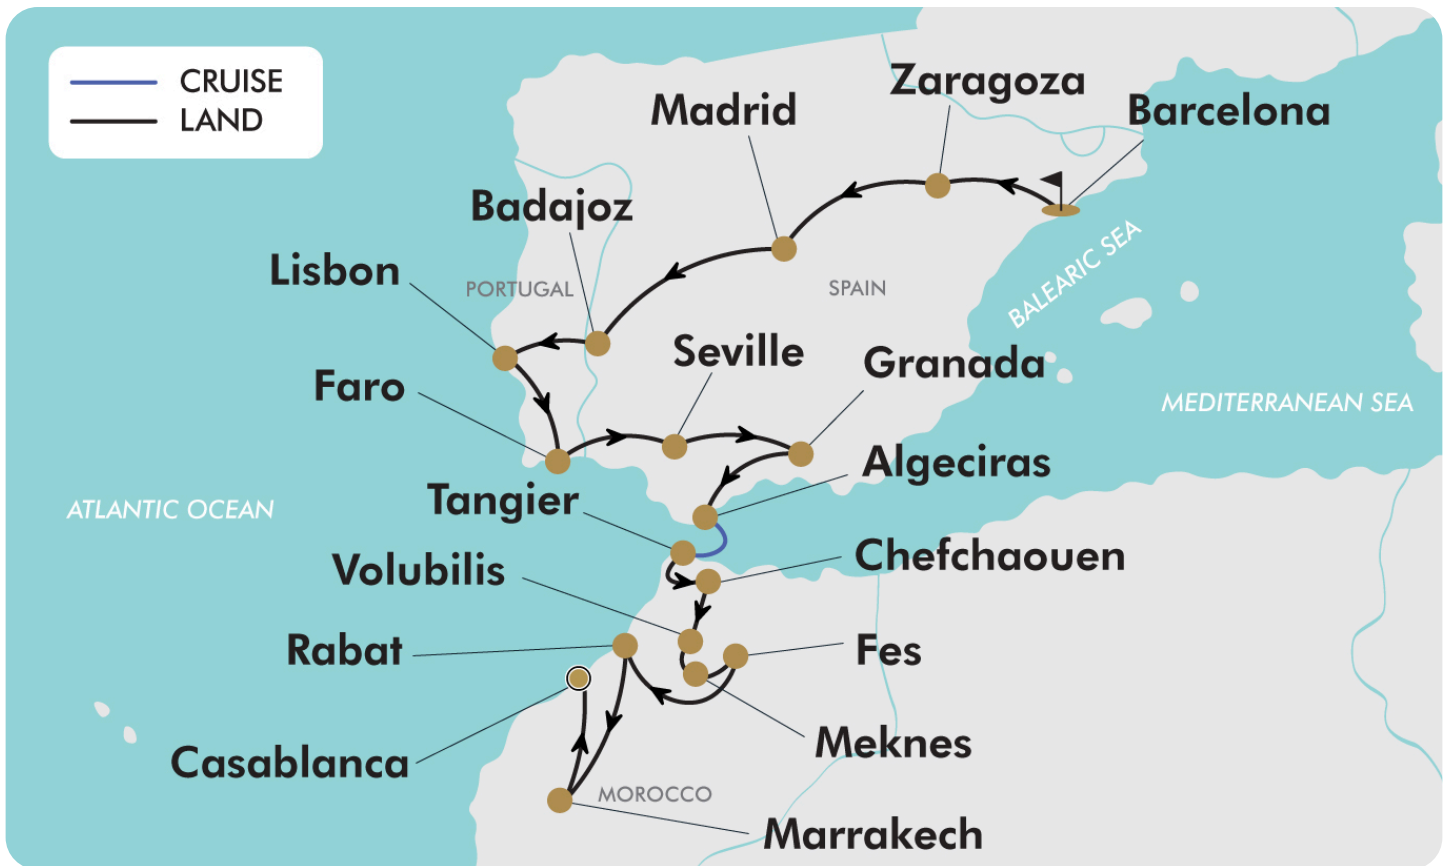 CRUISE
LAND
Zaragoza
Madrid
Barcelona
Badajoz
Lisbon
PORTUGAL
SPAIN
BALEARIC SEA
Seville
Granada
Faro
MEDITERRANEAN SEA
Algeciras
Tangier
ATLANTIC OCEAN
Chefchaouen
Volubilis
Rabat
Fes
Meknes
Casablanca
MOROCCO
Marrakech